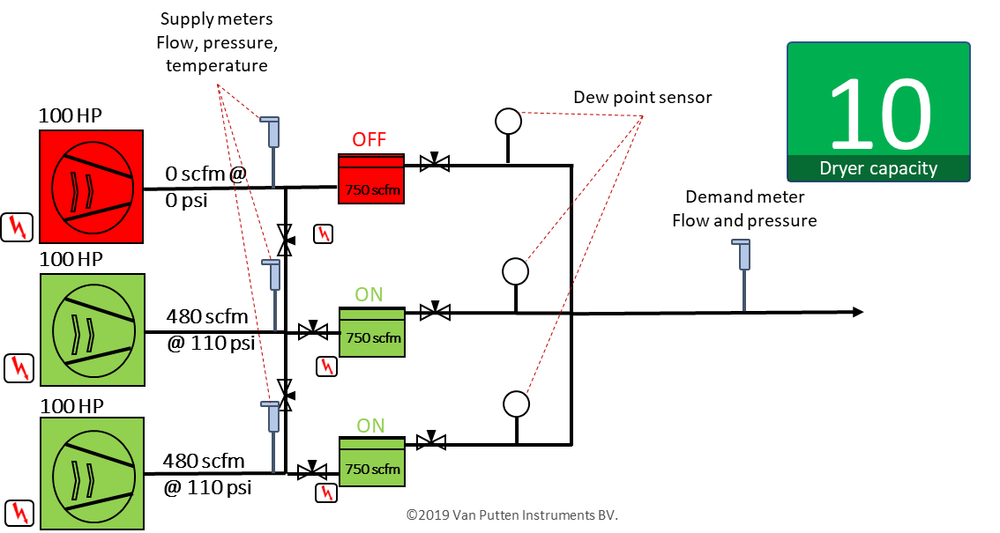 Supply meters
Flow, pressure,
temperature
10
Dryer capacity
Dew point sensor
100 HP
OFF
0 scfm @
0 psi
750 scfm
Demand meter
Flow and pressure
100 HP
ON
480 scfm
@ 110 psi
750 scfm
100 HP
ON
480 scfm
@ 110 psi
750 scfm
©2019 Van Putten Instruments BV.